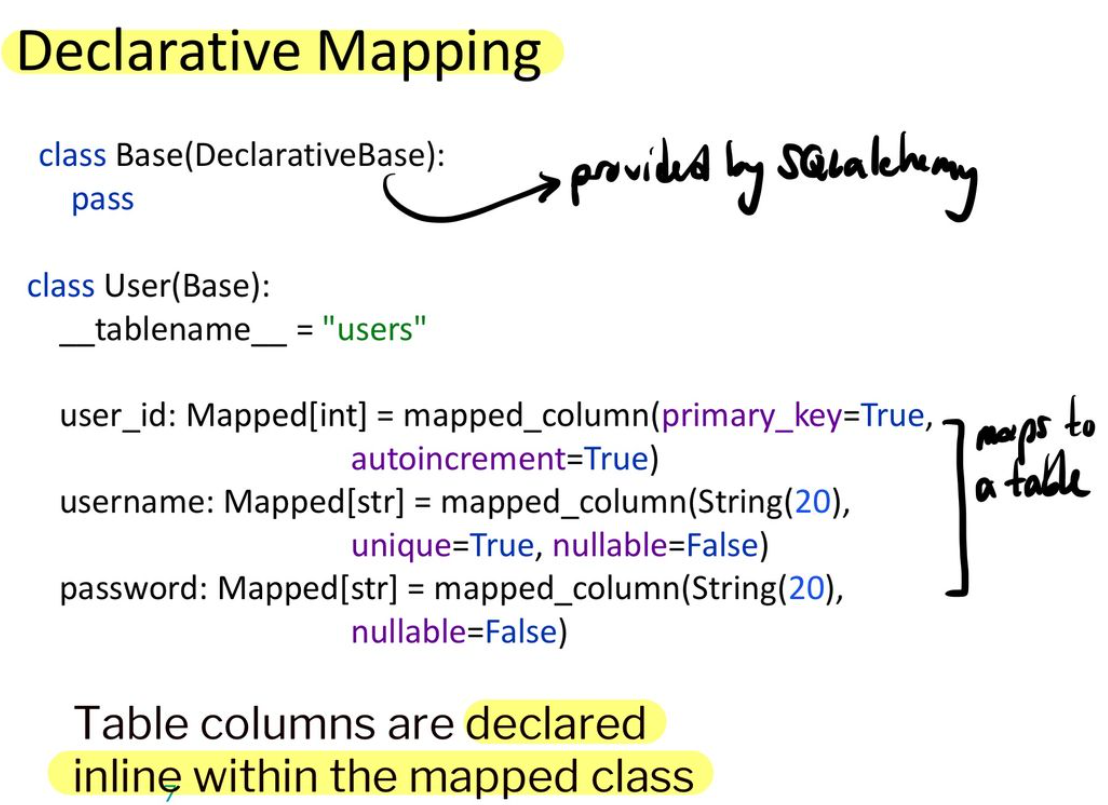 Declarative Mapping
class Base(DeclarativeBase):
pass
provided by SQLalchemy
class User(Base):
__tablename__ = "users"
user_id: Mapped[int] = mapped_column(primary_key=True,
autoincrement=True)
username: Mapped[str] = mapped_column(String(20),
unique=True, nullable=False)
password: Mapped[str] = mapped_column(String(20),
nullable=False)
maps to
a table
Table columns are declared
inline within the mapped class
7